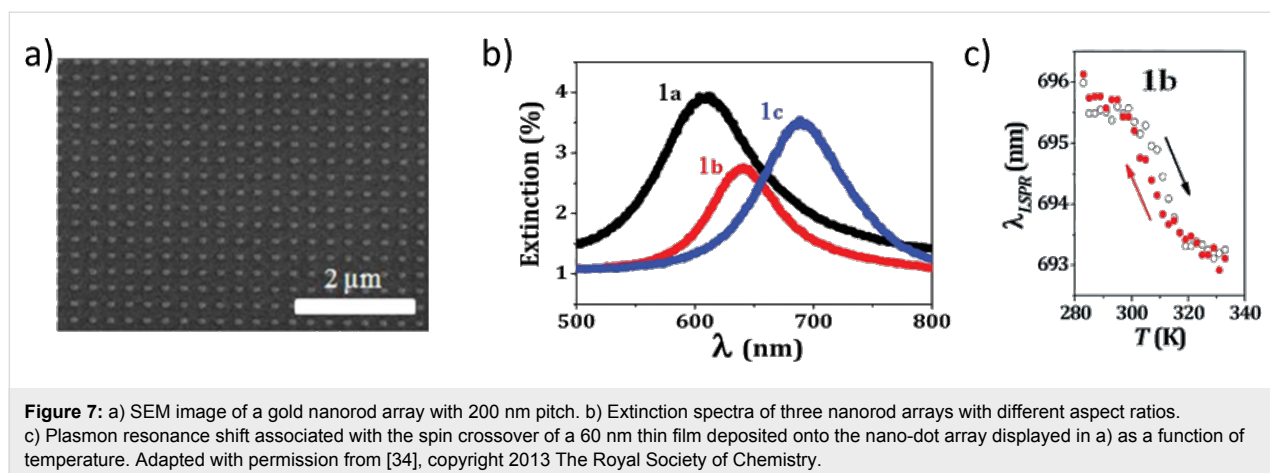 a)
2 µm
b)
Extinction (%)
4
3
2
1
1a
1b
1c
500
600
700
800
λ (nm)
c)
1b
λLSPR (nm)
696
695
694
693
280
300
320
340
T (K)
Figure 7: a) SEM image of a gold nanorod array with 200 nm pitch. b) Extinction spectra of three nanorod arrays with different aspect ratios.
c) Plasmon resonance shift associated with the spin crossover of a 60 nm thin film deposited onto the nano-dot array displayed in a) as a function of
temperature. Adapted with permission from [34], copyright 2013 The Royal Society of Chemistry.